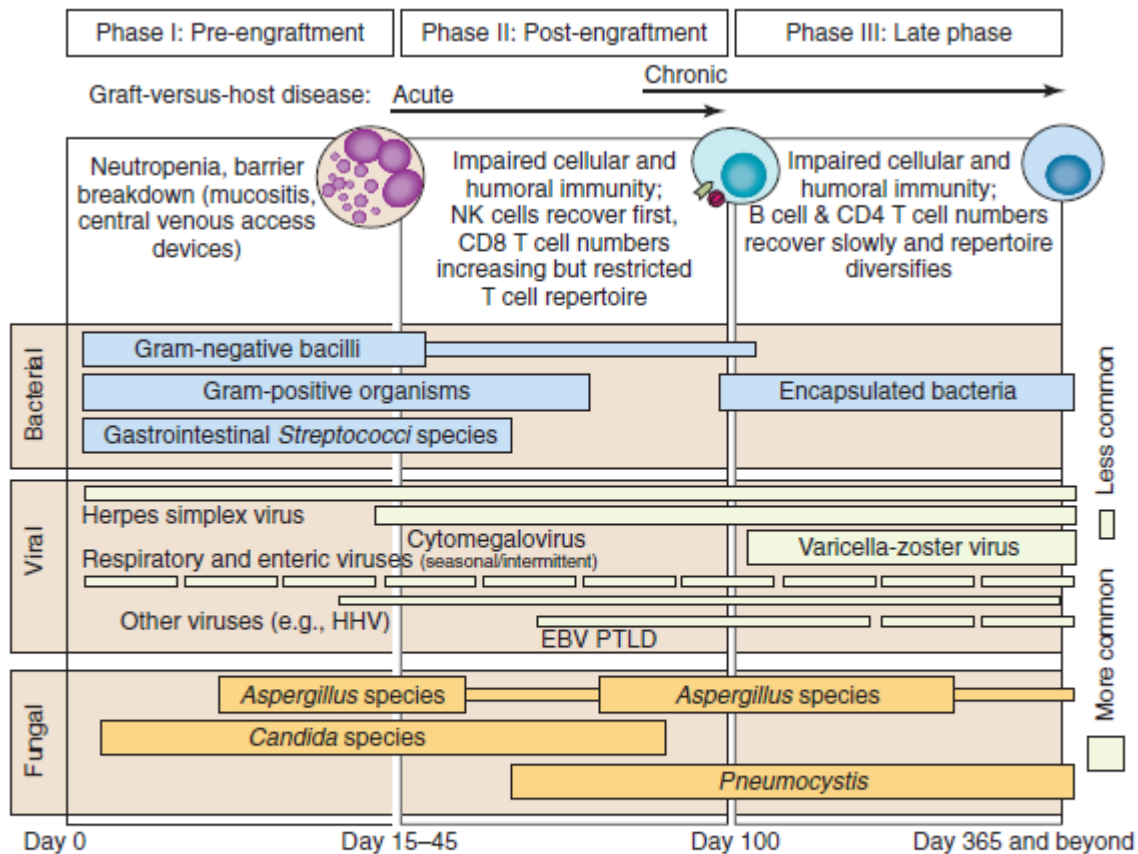 Phase I: Pre-engraftment
Phase II: Post-engraftment
Phase III: Late phase
Chronic
Graft-versus-host disease:
Acute
Neutropenia, barrier
breakdown (mucositis,
central venous access
devices)
Impaired cellular and
humoral immunity;
NK cells recover first,
CD8 T cell numbers
increasing but restricted
T cell repertoire
Impaired cellular and
humoral immunity;
B cell & CD4 T cell numbers
recover slowly and repertoire
diversifies
Bacterial
Gram-negative bacilli
Gram-positive organisms
Encapsulated bacteria
Gastrointestinal Streptococci species
Viral
Herpes simplex virus
Cytomegalovirus
Varicella-zoster virus
Respiratory and enteric viruses (seasonal/intermittent)
Other viruses (e.g., HHV)
EBV PTLD
Fungal
Aspergillus species
Aspergillus species
Candida species
Pneumocystis
Less common
More common
Day 0
Day 15–45
Day 100
Day 365 and beyond